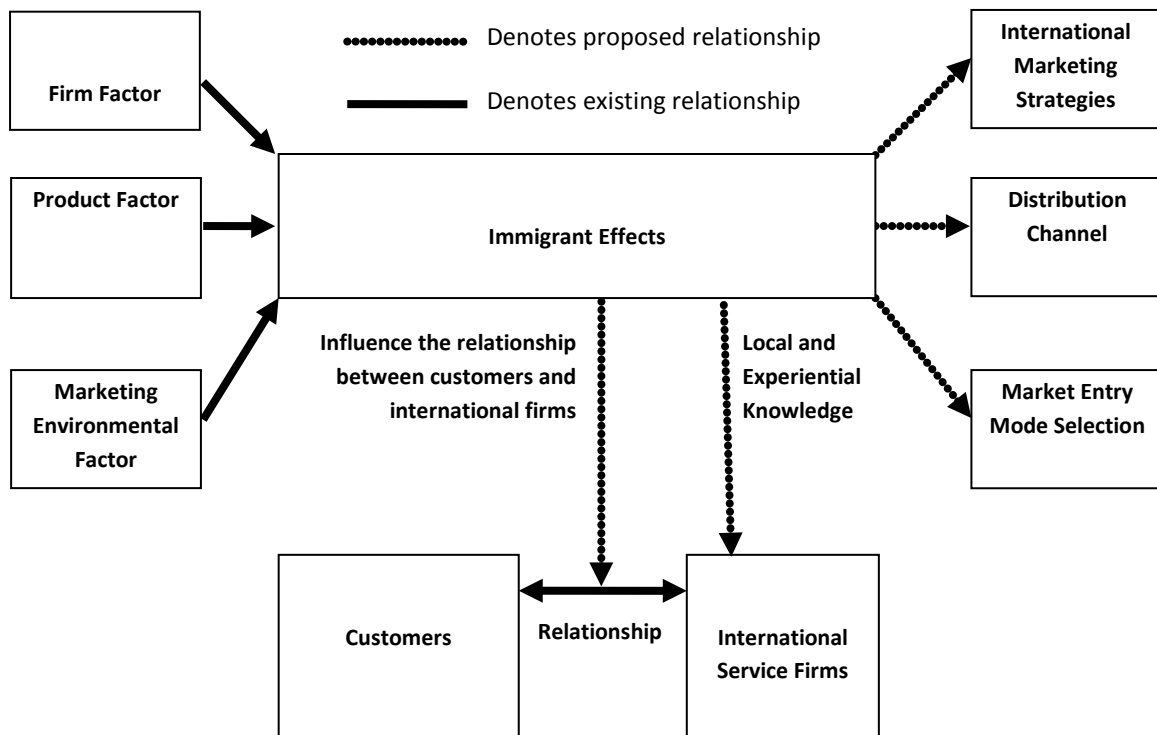 Denotes proposed relationship
Denotes existing relationship
Firm Factor
Product Factor
Marketing
Environmental
Factor
Immigrant Effects
International
Marketing
Strategies
Distribution
Channel
Market Entry
Mode Selection
Influence the relationship
between customers and
international firms
Local and
Experiential
Knowledge
Customers
Relationship
International
Service Firms